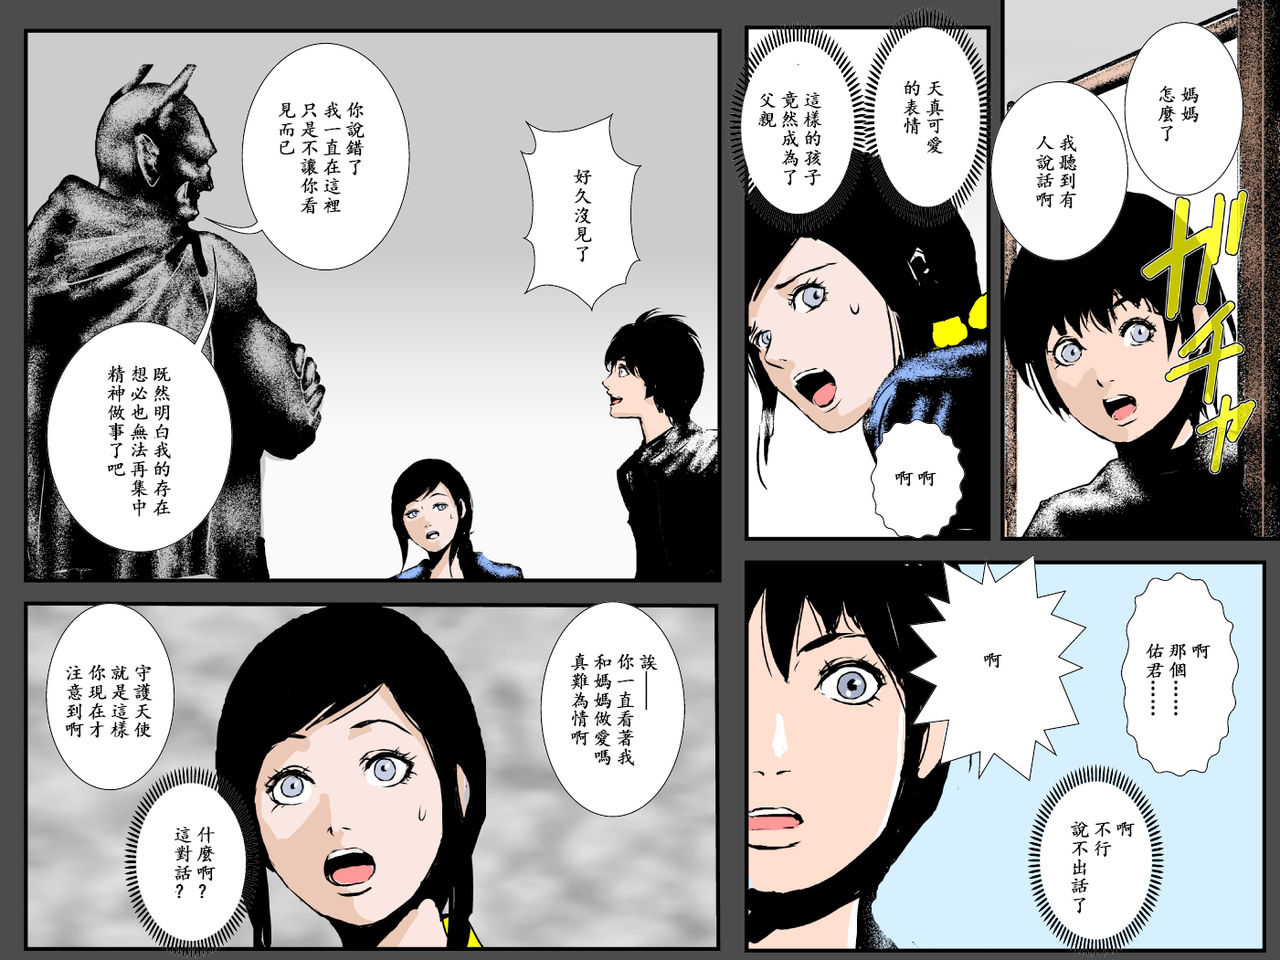 媽媽
怎麼了
我聽到有
人說話啊
ガチャ
天真可愛
的表情
這樣的孩子
竟然成為了
父親
啊啊
啊
那個……
佑君……
啊
啊
不行
說不出話了
好久沒見了
你說錯了
我一直在這裡
只是不讓你看
見而已
既然明白我的存在
想必也無法再集中
精神做事了吧
誒——
你一直看著我
和媽媽做愛嗎
真難為情啊
守護天使
就是這樣
你現在才
注意到啊
什麼啊？
這對話？